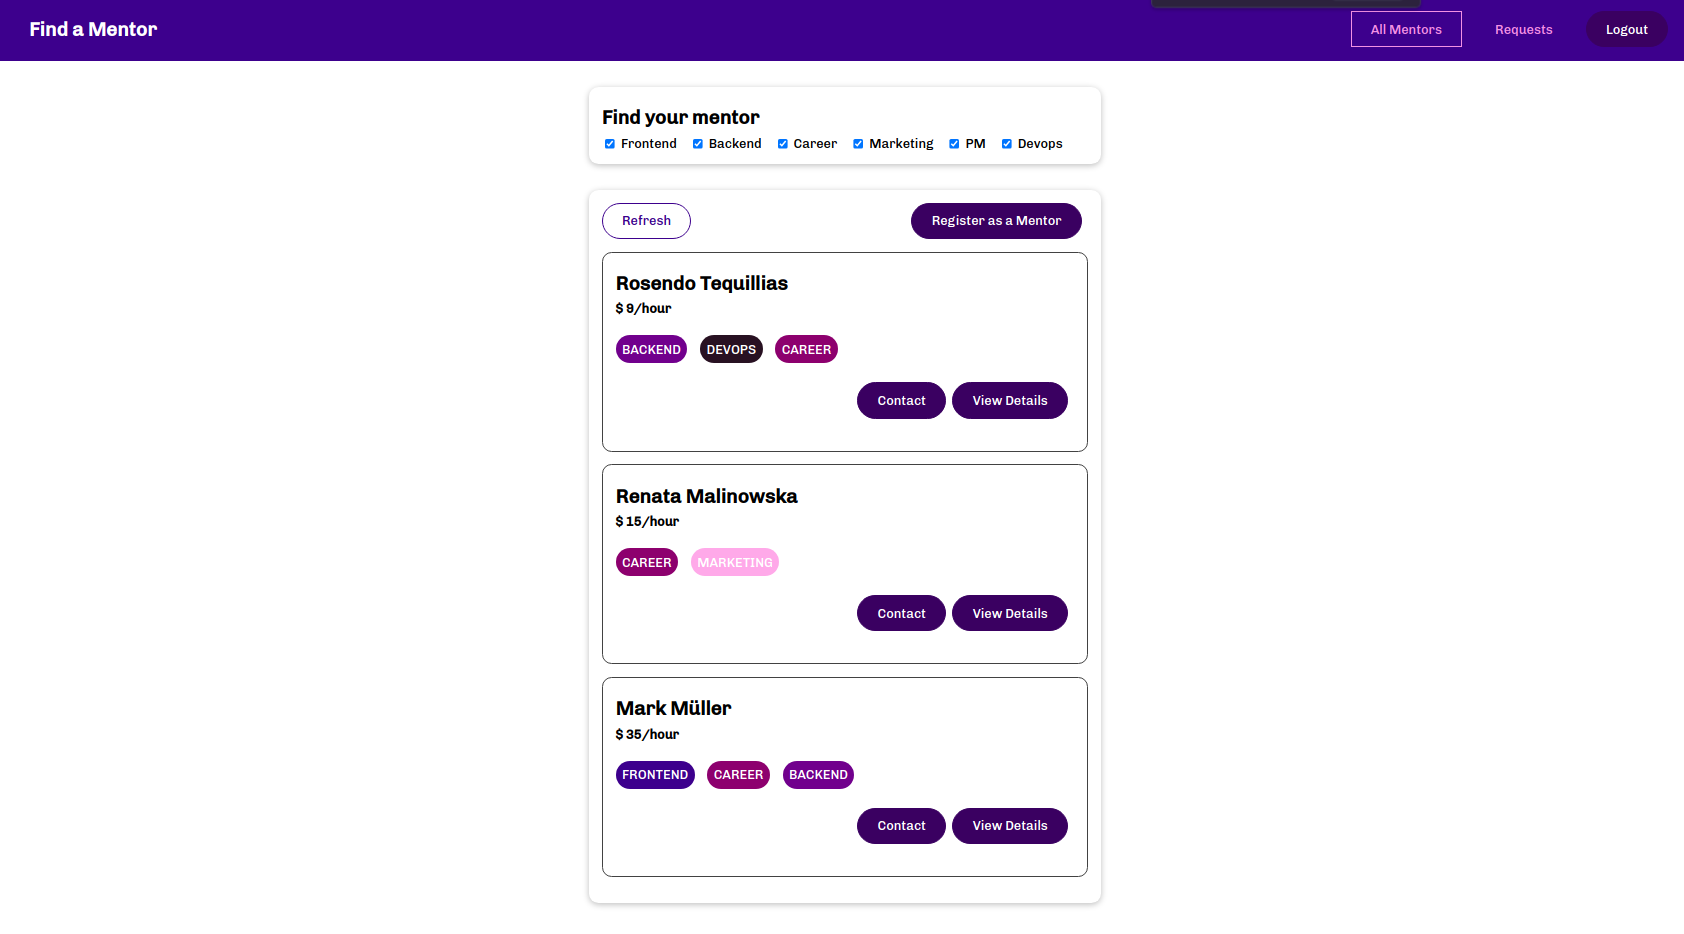 Find a Mentor
All Mentors Requests Logout
Find your mentor
Frontend Backend Career Marketing PM Devops
Refresh Register as a Mentor
Rosendo Tequillias
$ 9/hour
BACKEND DEVOPS CAREER
Contact View Details
Renata Malinowska
$ 15/hour
CAREER MARKETING
Contact View Details
Mark Müller
$ 35/hour
FRONTEND CAREER BACKEND
Contact View Details